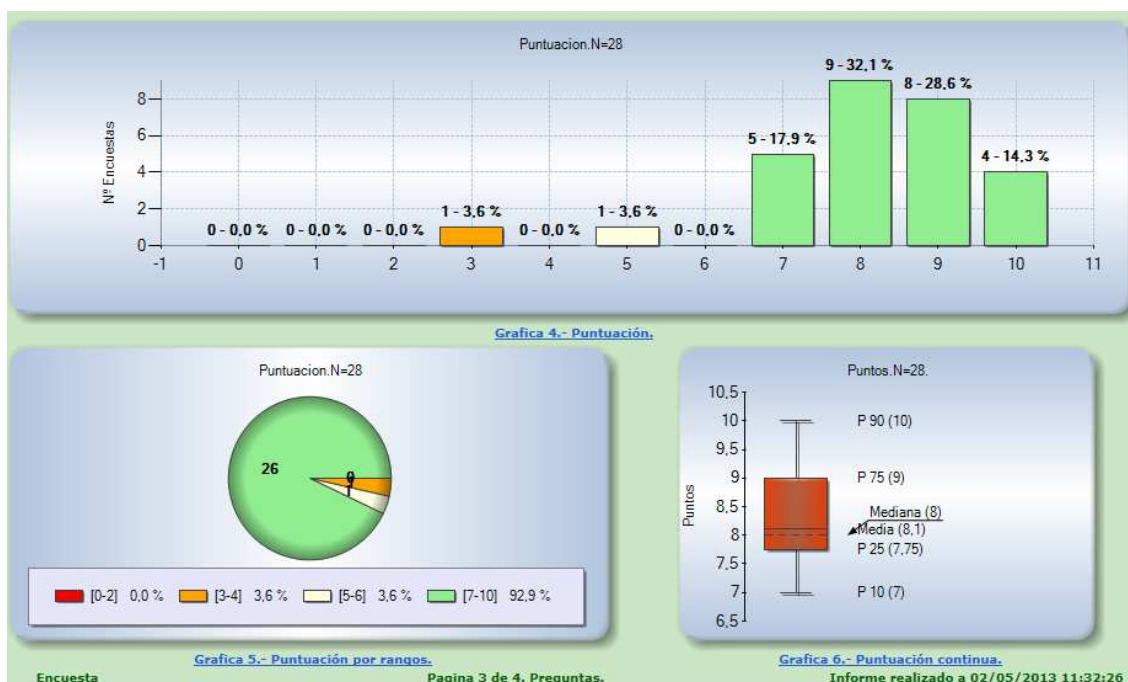 Puntuacion.N=28
9 - 32,1 %
8 - 28,6 %
5 - 17,9 %
4 - 14,3 %
1 - 3,6 %
1 - 3,6 %
0 - 0,0 %
0 - 0,0 %
0 - 0,0 %
0 - 0,0 %
0 - 0,0 %
Nº Encuestas
8
6
4
2
0
-1 0 1 2 3 4 5 6 7 8 9 10 11
Grafica 4.- Puntuación.
Puntuacion.N=28
26
0
1
[0-2] 0,0 % [3-4] 3,6 % [5-6] 3,6 % [7-10] 92,9 %
Grafica 5.- Puntuación por rangos.
Puntos.N=28.
Puntos
10,5
10
9,5
9
8,5
8
7,5
7
6,5
P 90 (10)
P 75 (9)
Mediana (8)
Media (8,1)
P 25 (7,75)
P 10 (7)
Grafica 6.- Puntuación continua.
Encuesta Pagina 3 de 4. Preguntas. Informe realizado a 02/05/2013 11:32:26